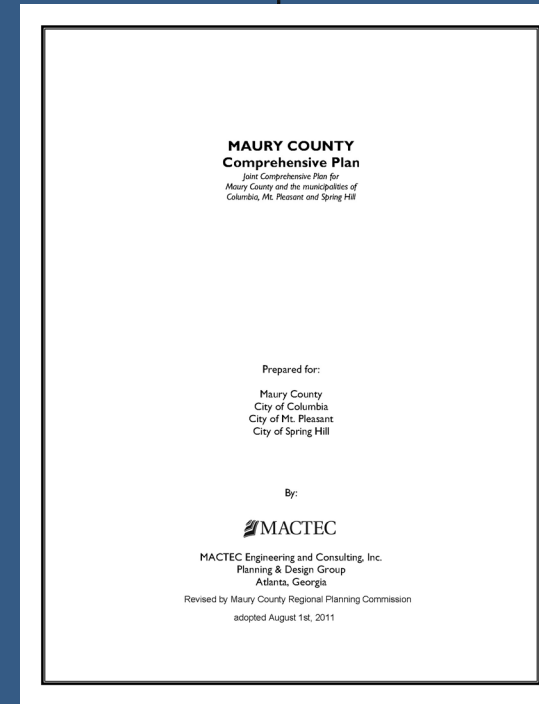 MAURY COUNTY
Comprehensive Plan
Joint Comprehensive Plan for
Maury County and the municipalities of
Columbia, Mt. Pleasant and Spring Hill
Prepared for:
Maury County
City of Columbia
City of Mt. Pleasant
City of Spring Hill
By:
MACTEC
MACTEC Engineering and Consulting, Inc.
Planning & Design Group
Atlanta, Georgia
Revised by Maury County Regional Planning Commission
adopted August 1st, 2011